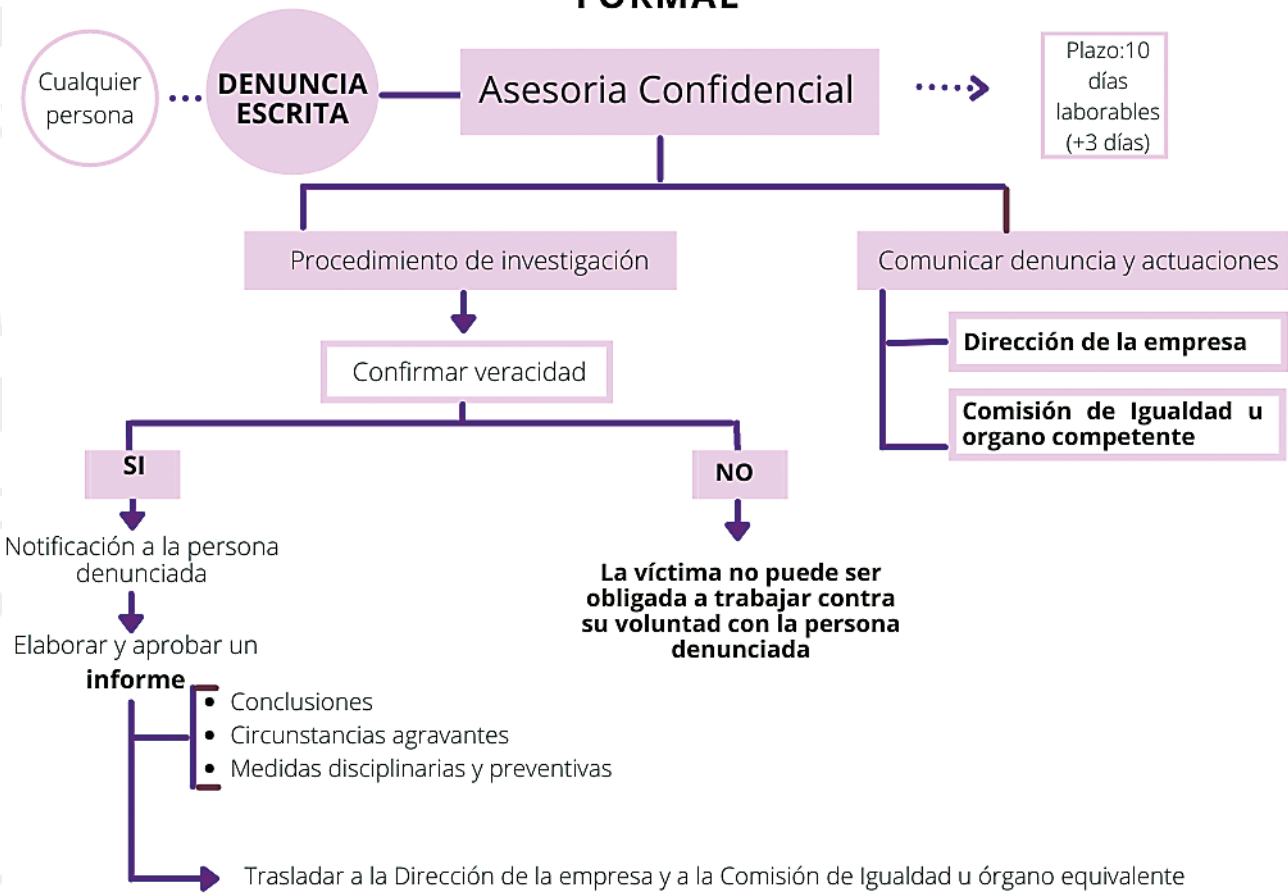 FORMAL
Cualquier
persona
DENUNCIA
ESCRITA
Asesoria Confidencial
Plazo:10
días
laborables
(+3 días)
Procedimiento de investigación
Comunicar denuncia y actuaciones
Confirmar veracidad
Dirección de la empresa
Comisión de Igualdad u
organo competente
SI
NO
Notificación a la persona
denunciada
La víctima no puede ser
obligada a trabajar contra
su voluntad con la persona
denunciada
Elaborar y aprobar un
informe
• Conclusiones
• Circunstancias agravantes
• Medidas disciplinarias y preventivas
Trasladar a la Dirección de la empresa y a la Comisión de Igualdad u órgano equivalente